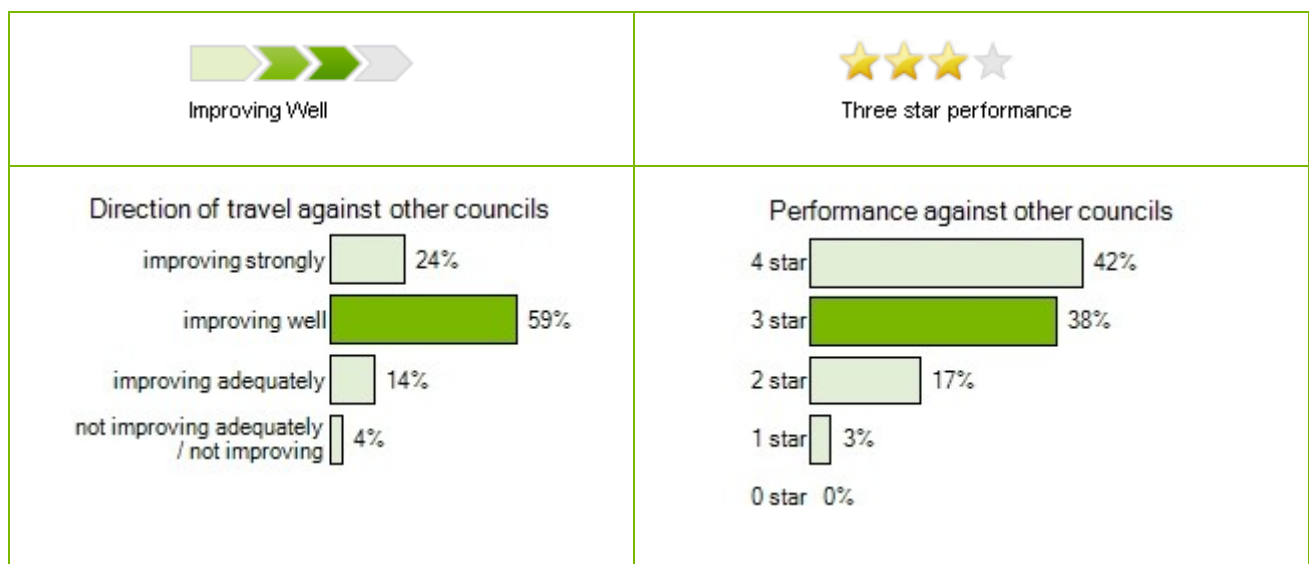 Improving Well
Three star performance
Direction of travel against other councils
improving strongly 24%
improving well 59%
improving adequately 14%
not improving adequately
/ not improving 4%
Performance against other councils
4 star 42%
3 star 38%
2 star 17%
1 star 3%
0 star 0%